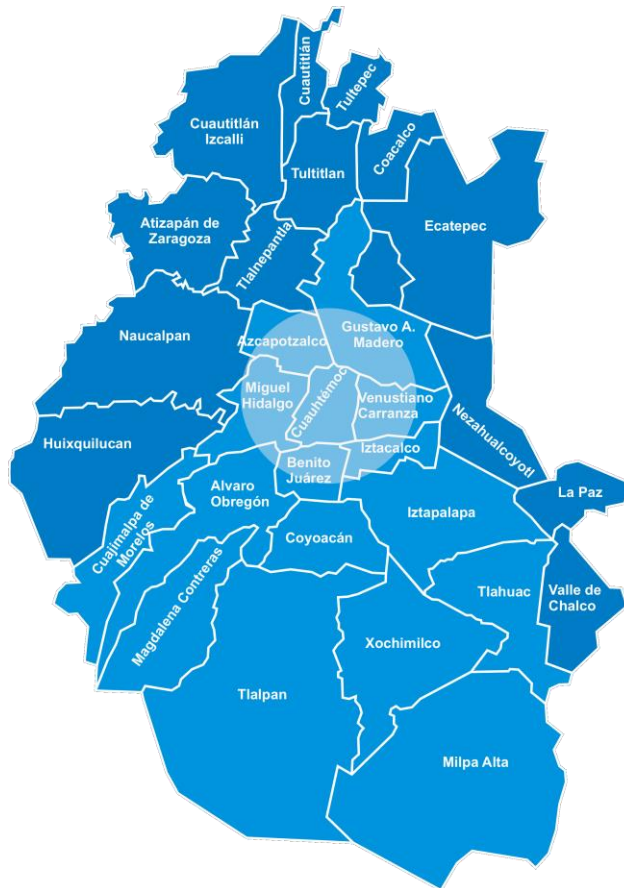 Cuautitlán
Tultepec
Cuautitlán
Izcalli
Coacalco
Tultitlan
Atizapán de
Zaragoza
Ecatepec
Tlalnepantla
Naucalpan
Azcapotzalco
Gustavo A.
Madero
Miguel
Hidalgo
Cuauhtémoc
Venustiano
Carranza
Nezahualcoyotl
Huixquilucan
Iztacalco
Benito
Juárez
Alvaro
Obregón
La Paz
Cuajimalpa de
Morelos
Iztapalapa
Coyoacán
Magdalena Contreras
Tlahuac
Valle de
Chalco
Xochimilco
Tlalpan
Milpa Alta